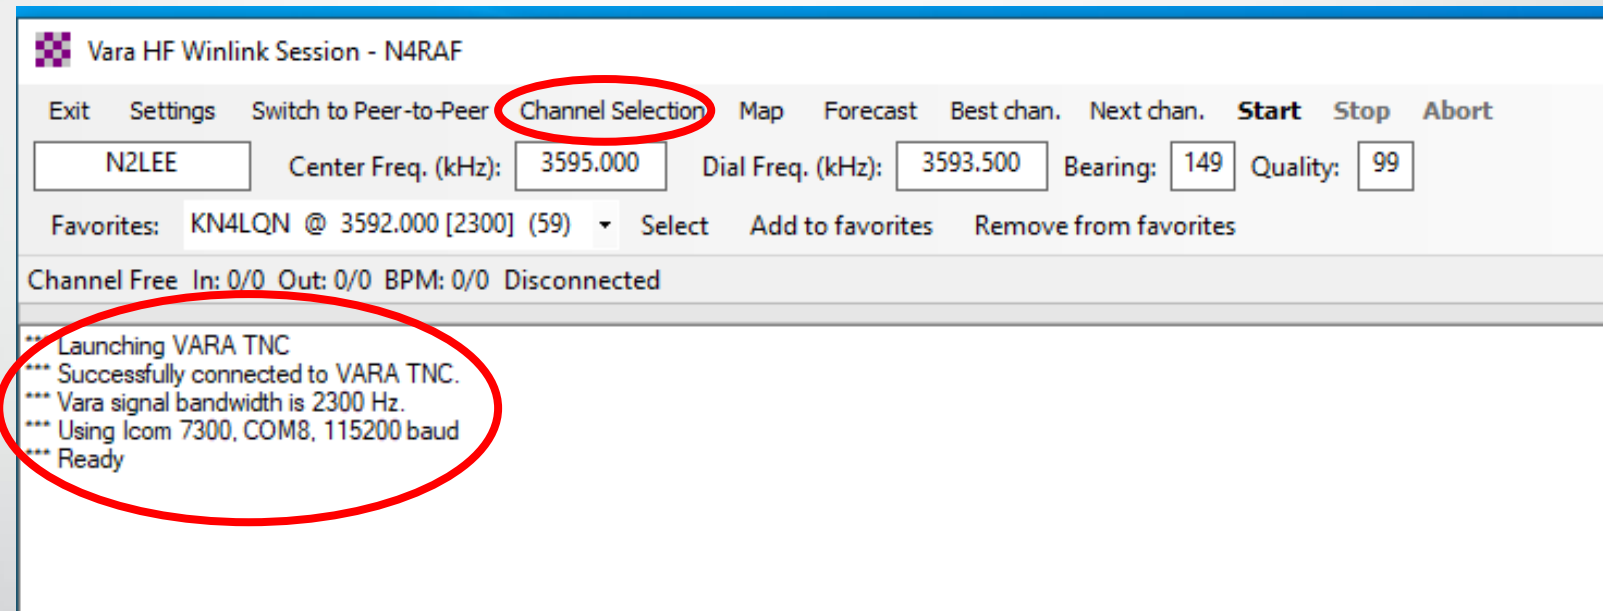 Vara HF Winlink Session - N4RAF
Exit Settings Switch to Peer-to-Peer Channel Selection Map Forecast Best chan. Next chan. Start Stop Abort
N2LEE Center Freq. (kHz): 3595.000 Dial Freq. (kHz): 3593.500 Bearing: 149 Quality: 99
Favorites: KN4LQN @ 3592.000 [2300] (59) Select Add to favorites Remove from favorites
Channel Free In: 0/0 Out: 0/0 BPM: 0/0 Disconnected
*** Launching VARA TNC
*** Successfully connected to VARA TNC.
*** Vara signal bandwidth is 2300 Hz.
*** Using Icom 7300, COM8, 115200 baud
*** Ready